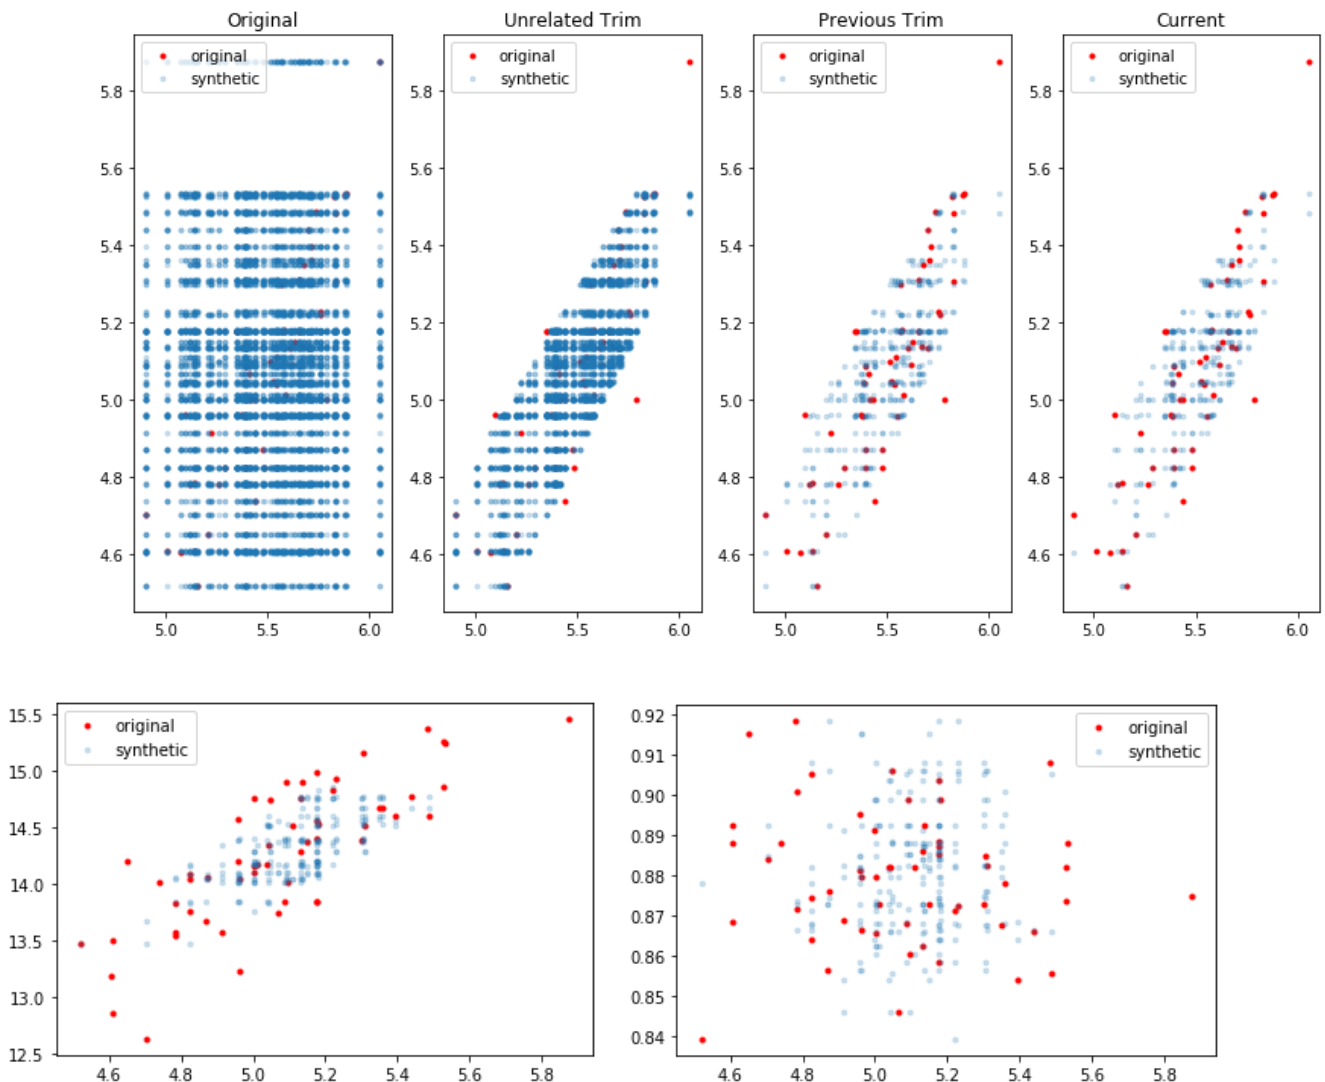 Original Unrelated Trim Previous Trim Current
original original original original
synthetic synthetic synthetic synthetic
5.8 5.8 5.8 5.8
5.6 5.6 5.6 5.6
5.4 5.4 5.4 5.4
5.2 5.2 5.2 5.2
5.0 5.0 5.0 5.0
4.8 4.8 4.8 4.8
4.6 4.6 4.6 4.6
5.0 5.5 6.0 5.0 5.5 6.0 5.0 5.5 6.0 5.0 5.5 6.0
15.5
original
synthetic
15.0
14.5
14.0
13.5
13.0
12.5
4.6 4.8 5.0 5.2 5.4 5.6 5.8
0.92
original
synthetic
0.91
0.90
0.89
0.88
0.87
0.86
0.85
0.84
4.6 4.8 5.0 5.2 5.4 5.6 5.8